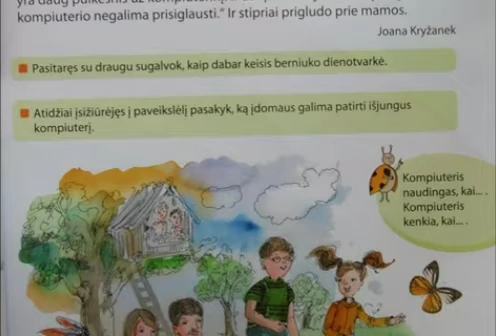 kompiuterio negalima prisiglausti.“ Ir stipriai prigludo prie mamos.
Joana Kryžanek
Pasitaręs su draugu sugalvok, kaip dabar keisis berniuko dienotvarkė.
Atidžiai įsižiūrėjęs į paveikslėlį pasakyk, ką įdomaus galima patirti išjungus
kompiuterį.
Kompiuteris
naudingas, kai... .
Kompiuteris
kenkia, kai... .